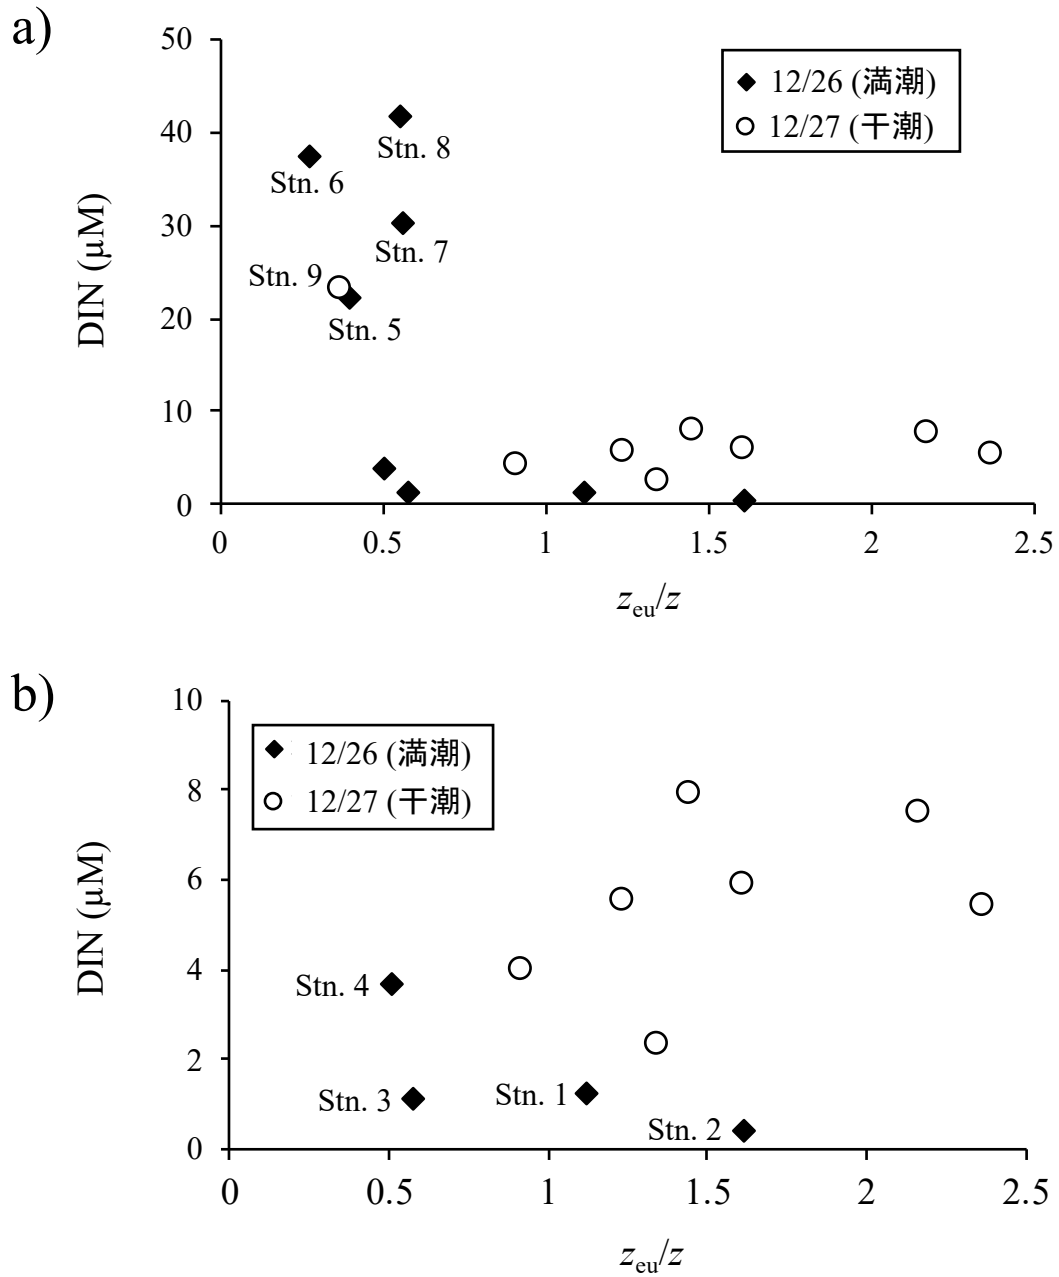 a)
50
40
30
20
10
0
DIN (μM)
12/26 (満潮)
12/27 (干潮)
Stn. 8
Stn. 6
Stn. 7
Stn. 9
Stn. 5
0 0.5 1 1.5 2 2.5
zeu/z
b)
10
8
6
4
2
0
DIN (μM)
12/26 (満潮)
12/27 (干潮)
Stn. 4
Stn. 3
Stn. 1
Stn. 2
0 0.5 1 1.5 2 2.5
zeu/z